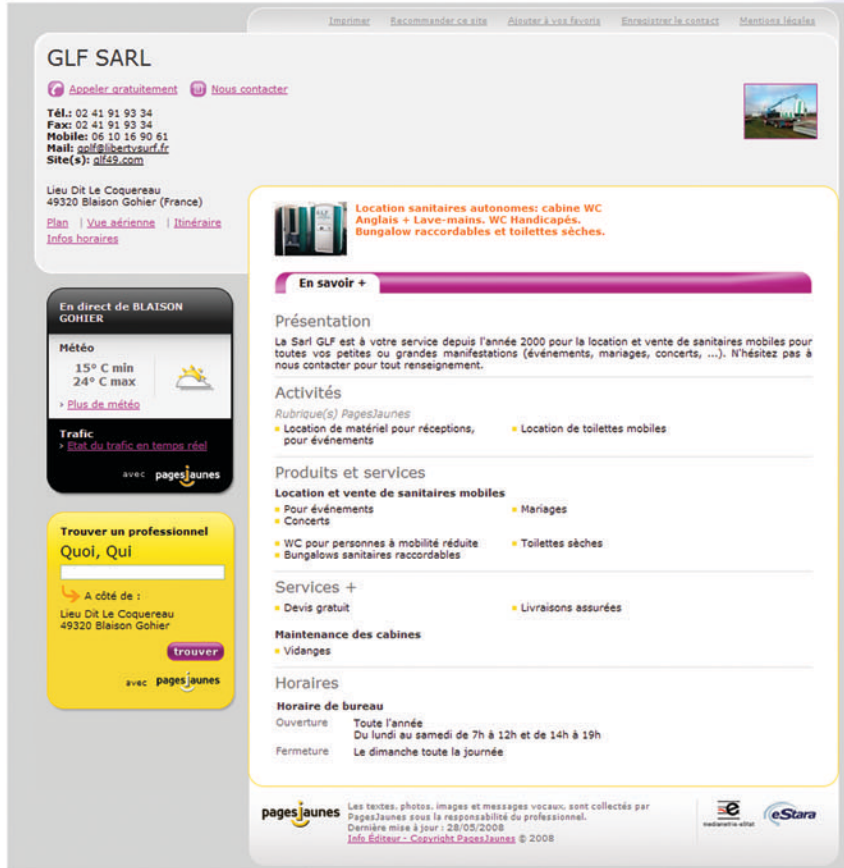 Imprimer Recommander ce site Ajouter à vos favoris Enregistrer le contact Mentions légales
GLF SARL
Appeler gratuitement Nous contacter
Tél.: 02 41 91 93 34
Fax: 02 41 91 93 34
Mobile: 06 10 16 90 61
Mail: gplf@libertysurf.fr
Site(s): glf49.com
Lieu Dit Le Coquereau
49320 Blaison Gohier (France)
Plan | Vue aérienne | Itinéraire
Infos horaires
Location sanitaires autonomes: cabine WC
Anglais + Lave-mains. WC Handicapés.
Bungalow raccordables et toilettes sèches.
En direct de BLAISON
GOHIER
Météo
15° C min
24° C max
› Plus de météo
Trafic
› Etat du trafic en temps réel
avec pagesjaunes
Trouver un professionnel
Quoi, Qui
A côté de :
Lieu Dit Le Coquereau
49320 Blaison Gohier
trouver
avec pagesjaunes
En savoir +
Présentation
La Sarl GLF est à votre service depuis l'année 2000 pour la location et vente de sanitaires mobiles pour
toutes vos petites ou grandes manifestations (événements, mariages, concerts, ...). N'hésitez pas à
nous contacter pour tout renseignement.
Activités
Rubrique(s) PagesJaunes
Location de matériel pour réceptions,
pour événements
Location de toilettes mobiles
Produits et services
Location et vente de sanitaires mobiles
Pour événements
Mariages
Concerts
WC pour personnes à mobilité réduite
Toilettes sèches
Bungalows sanitaires raccordables
Services +
Devis gratuit
Livraisons assurées
Maintenance des cabines
Vidanges
Horaires
Horaire de bureau
Ouverture Toute l'année
Du lundi au samedi de 7h à 12h et de 14h à 19h
Fermeture Le dimanche toute la journée
pagesjaunes
Les textes, photos, images et messages vocaux, sont collectés par
PagesJaunes sous la responsabilité du professionnel.
Dernière mise à jour : 28/05/2008
Info Éditeur - Copyright PagesJaunes © 2008
eStara